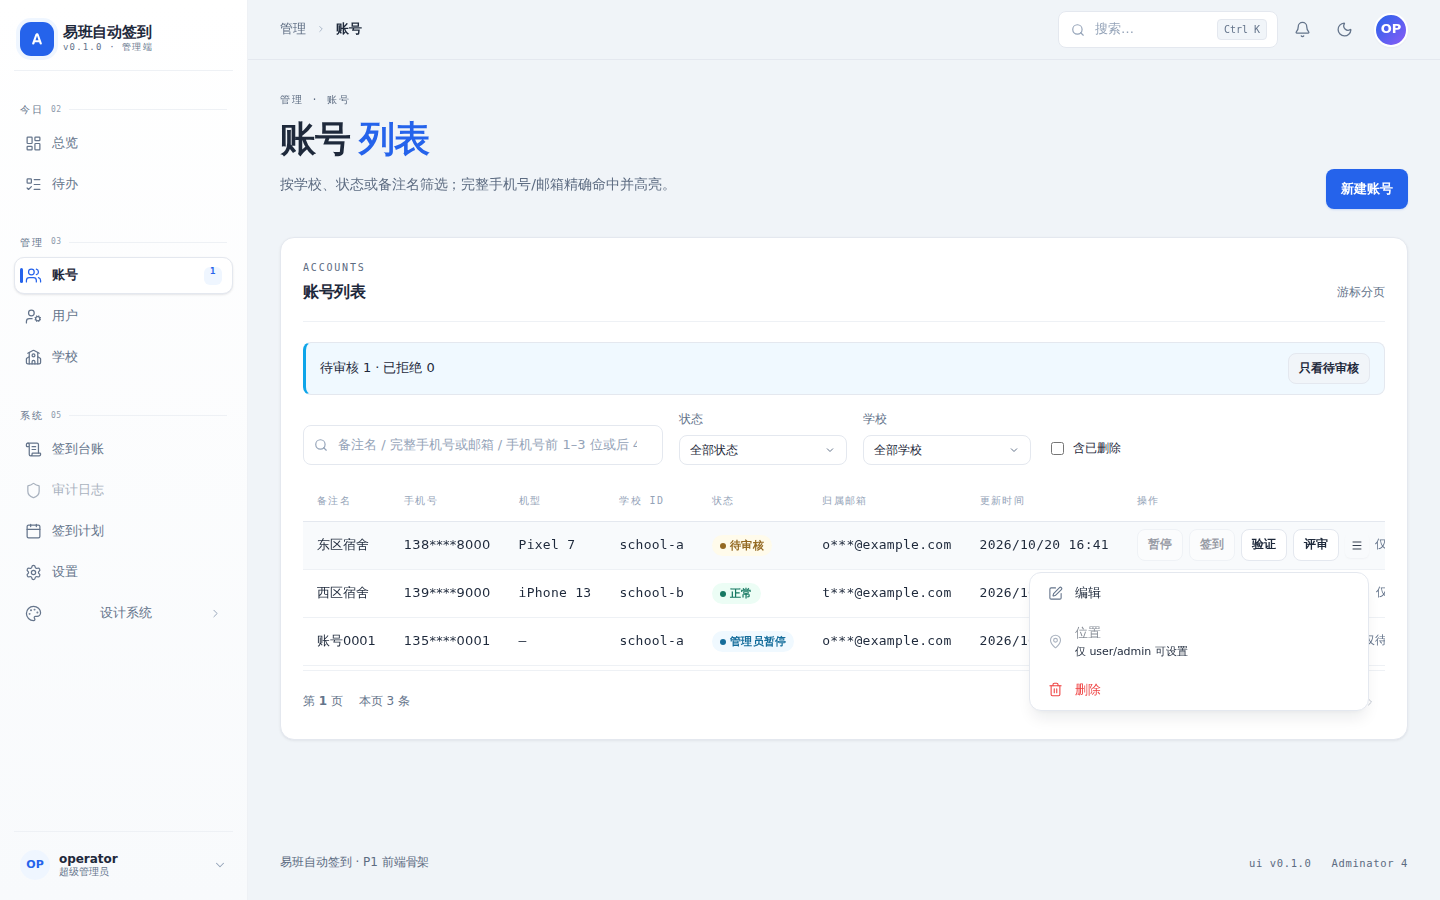 A
易班自动签到
v0.1.0 · 管理端
今日 02
总览
待办
管理 03
账号 1
用户
学校
系统 05
签到台账
审计日志
签到计划
设置
设计系统
OP
operator
超级管理员
管理 账号
搜索... Ctrl K
OP
管理 · 账号
账号 列表
按学校、状态或备注名筛选；完整手机号/邮箱精确命中并高亮。
新建账号
ACCOUNTS
账号列表
游标分页
待审核 1 · 已拒绝 0
只看待审核
状态
学校
备注名 / 完整手机号或邮箱 / 手机号前 1–3 位或后
全部状态
全部学校
含已删除
备注名 手机号 机型 学校 ID 状态 归属邮箱 更新时间 操作
东区宿舍 138****8000 Pixel 7 school-a 待审核 o***@example.com 2026/10/20 16:41 暂停 签到 验证 评审 仅
西区宿舍 139****9000 iPhone 13 school-b 正常 t***@example.com 2026/1 仅
账号0001 135****0001 — school-a 管理员暂停 o***@example.com 2026/1 仅待
编辑
位置
仅 user/admin 可设置
删除
第 1 页 本页 3 条
易班自动签到 · P1 前端骨架
ui v0.1.0 Adminator 4